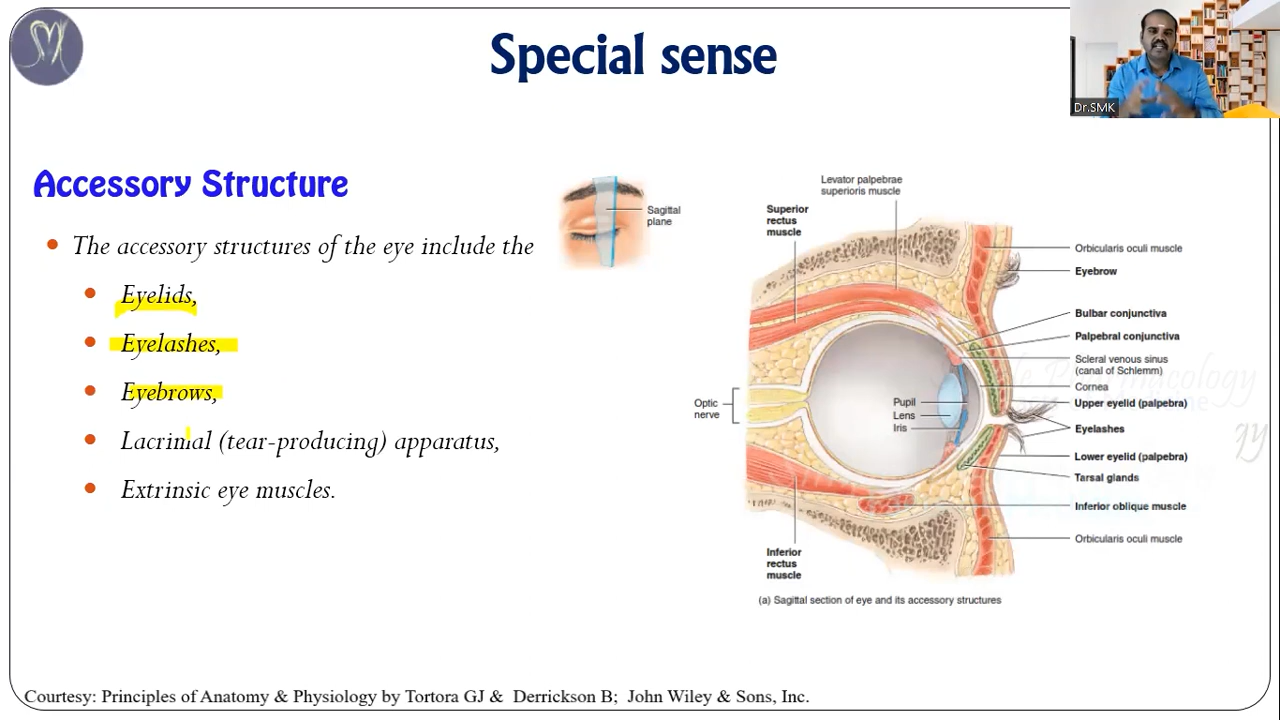 SM
Special sense
Dr.SMK
Accessory Structure
The accessory structures of the eye include the
Eyelids,
Eyelashes,
Eyebrows,
Lacrimal (tear-producing) apparatus,
Extrinsic eye muscles.
Sagittal
plane
Levator palpebrae
superioris muscle
Superior
rectus
muscle
Orbicularis oculi muscle
Eyebrow
Bulbar conjunctiva
Palpebral conjunctiva
Scleral venous sinus
(canal of Schlemm)
Cornea
Upper eyelid (palpebra)
Eyelashes
Lower eyelid (palpebra)
Tarsal glands
Inferior oblique muscle
Orbicularis oculi muscle
Optic
nerve
Pupil
Lens
Iris
Inferior
rectus
muscle
(a) Sagittal section of eye and its accessory structures
Courtesy: Principles of Anatomy & Physiology by Tortora GJ & Derrickson B; John Wiley & Sons, Inc.